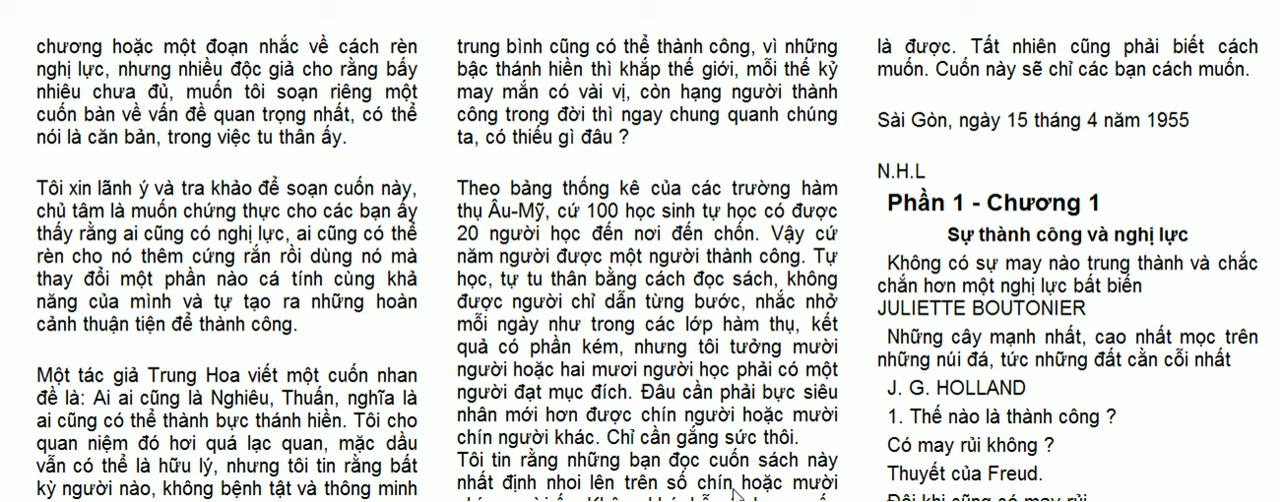 chương hoặc một đoạn nhắc về cách rèn
nghị lực, nhưng nhiều độc giả cho rằng bấy
nhiêu chưa đủ, muốn tôi soạn riêng một
cuốn bàn về vấn đề quan trọng nhất, có thể
nói là căn bản, trong việc tu thân ấy.
Tôi xin lãnh ý và tra khảo để soạn cuốn này,
chủ tâm là muốn chứng thực cho các bạn ấy
thấy rằng ai cũng có nghị lực, ai cũng có thể
rèn cho nó thêm cứng rắn rồi dùng nó mà
thay đổi một phần nào cá tính cùng khả
năng của mình và tự tạo ra những hoàn
cảnh thuận tiện để thành công.
Một tác giả Trung Hoa viết một cuốn nhan
đề là: Ai ai cũng là Nghiêu, Thuấn, nghĩa là
ai cũng có thể thành bực thánh hiền. Tôi cho
quan niệm đó hơi quá lạc quan, mặc dầu
vẫn có thể là hữu lý, nhưng tôi tin rằng bất
kỳ người nào, không bệnh tật và thông minh
trung bình cũng có thể thành công, vì những
bậc thánh hiền thì khắp thế giới, mỗi thế kỷ
may mắn có vài vị, còn hạng người thành
công trong đời thì ngay chung quanh chúng
ta, có thiếu gì đâu ?
Theo bảng thống kê của các trường hàm
thụ Âu-Mỹ, cứ 100 học sinh tự học có được
20 người học đến nơi đến chốn. Vậy cứ
năm người được một người thành công. Tự
học, tự tu thân bằng cách đọc sách, không
được người chỉ dẫn từng bước, nhắc nhở
mỗi ngày như trong các lớp hàm thụ, kết
quả có phần kém, nhưng tôi tưởng mười
người hoặc hai mươi người học phải có một
người đạt mục đích. Đâu cần phải bực siêu
nhân mới hơn được chín người hoặc mười
chín người khác. Chỉ cần gắng sức thôi.
Tôi tin rằng những bạn đọc cuốn sách này
nhất định nhoi lên trên số chín hoặc mười
là được. Tất nhiên cũng phải biết cách
muốn. Cuốn này sẽ chỉ các bạn cách muốn.
Sài Gòn, ngày 15 tháng 4 năm 1955
N.H.L
Phần 1 - Chương 1
Sự thành công và nghị lực
Không có sự may nào trung thành và chắc
chắn hơn một nghị lực bất biến
JULIETTE BOUTONIER
Những cây mạnh nhất, cao nhất mọc trên
những núi đá, tức những đất cằn cỗi nhất
J. G. HOLLAND
1. Thế nào là thành công ?
Có may rủi không ?
Thuyết của Freud.
Đôi khi cũng có may rủi